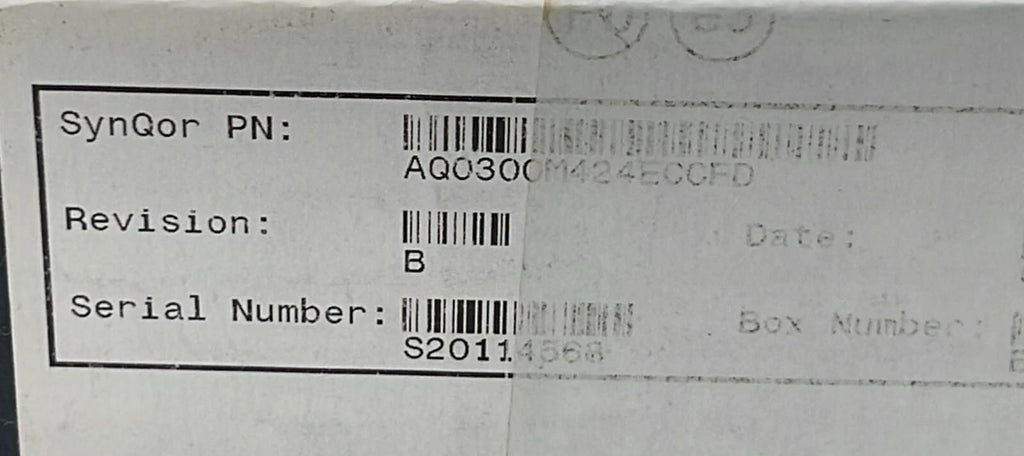 SynQor PN:
AQ0300M424ECCFD
Revision:
B
Date:
Serial Number:
S20114568
Box Number: